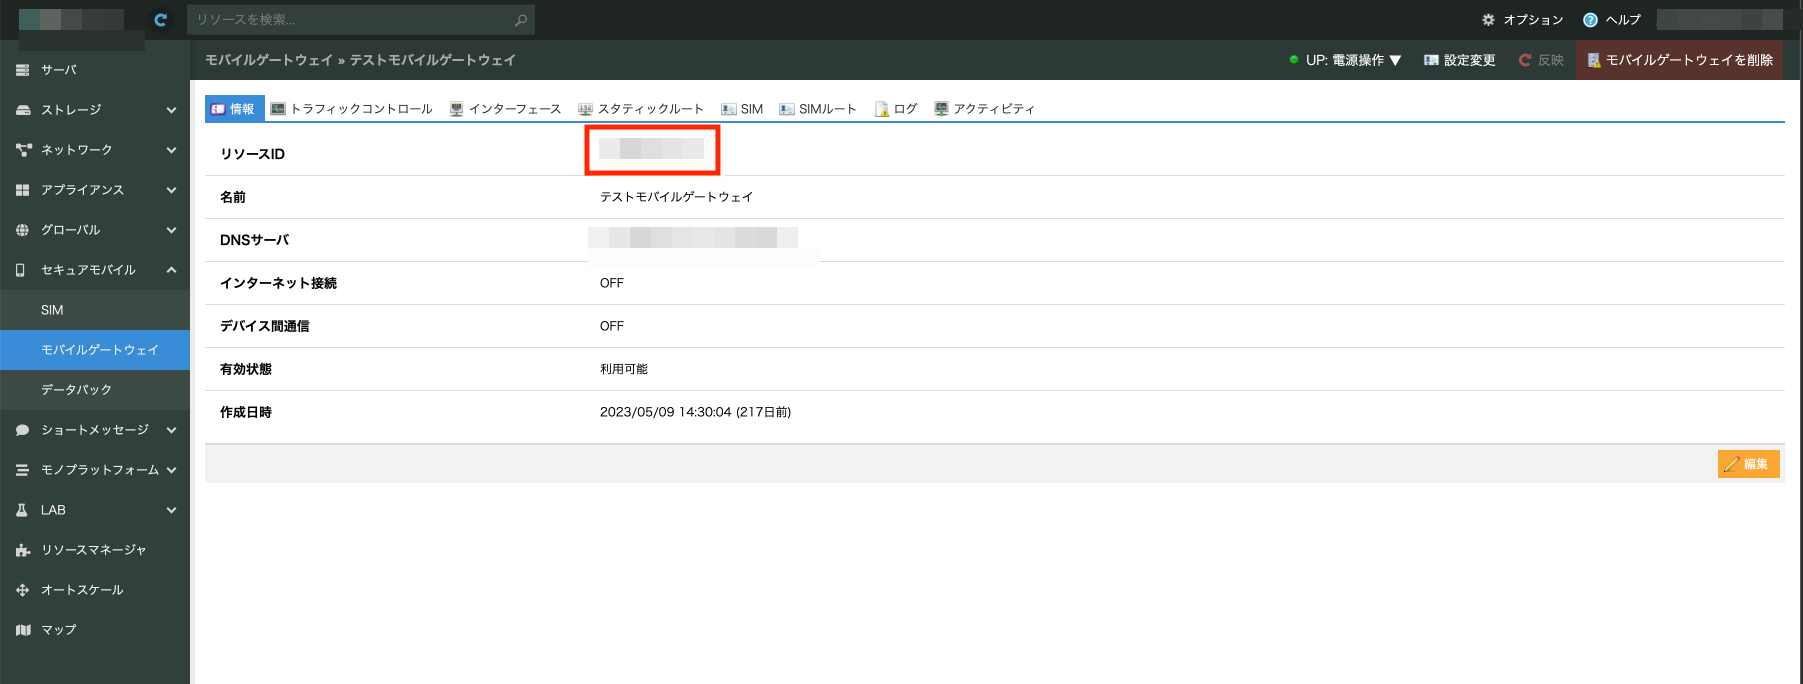 リソースを検索...
オプション
ヘルプ
モバイルゲートウェイ » テストモバイルゲートウェイ
UP: 電源操作 ▼
設定変更
反映
モバイルゲートウェイを削除
サーバ
ストレージ
ネットワーク
アプライアンス
グローバル
セキュアモバイル
SIM
モバイルゲートウェイ
データパック
ショートメッセージ
モノプラットフォーム
LAB
リソースマネージャ
オートスケール
マップ
情報
トラフィックコントロール
インターフェース
スタティックルート
SIM
SIMルート
ログ
アクティビティ
リソースID
名前 テストモバイルゲートウェイ
DNSサーバ
インターネット接続 OFF
デバイス間通信 OFF
有効状態 利用可能
作成日時 2023/05/09 14:30:04 (217日前)
編集